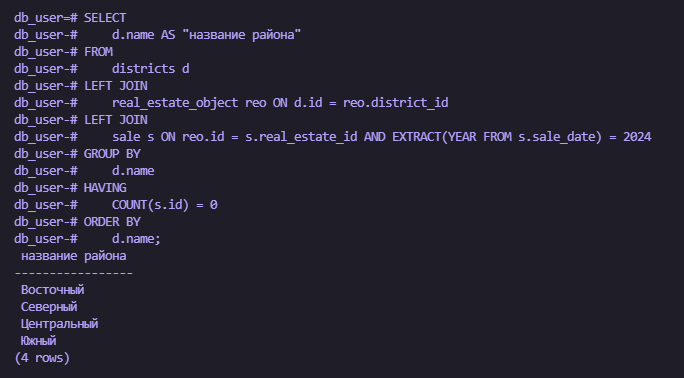 db_user=# SELECT
db_user-#     d.name AS "название района"
db_user-# FROM
db_user-#     districts d
db_user-# LEFT JOIN
db_user-#     real_estate_object reo ON d.id = reo.district_id
db_user-# LEFT JOIN
db_user-#     sale s ON reo.id = s.real_estate_id AND EXTRACT(YEAR FROM s.sale_date) = 2024
db_user-# GROUP BY
db_user-#     d.name
db_user-# HAVING
db_user-#     COUNT(s.id) = 0
db_user-# ORDER BY
db_user-#     d.name;
 название района
-----------------
 Восточный
 Северный
 Центральный
 Южный
(4 rows)